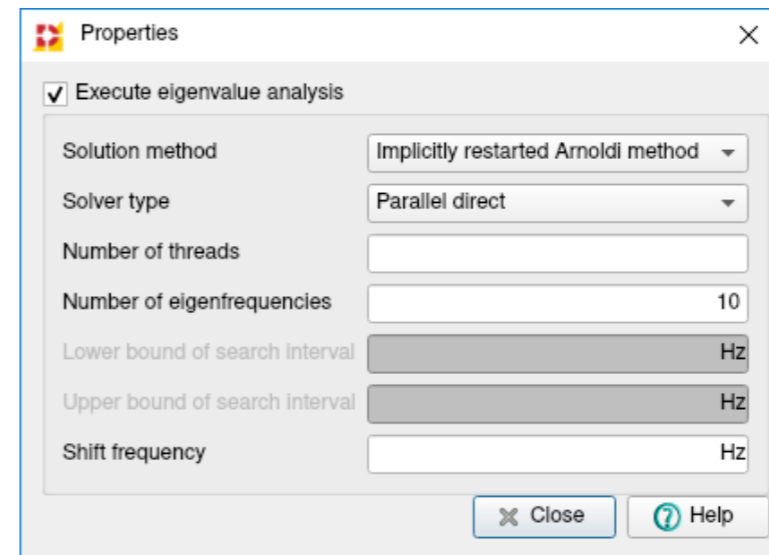 Properties
Execute eigenvalue analysis
Solution method Implicitly restarted Arnoldi method
Solver type Parallel direct
Number of threads
Number of eigenfrequencies 10
Lower bound of search interval Hz
Upper bound of search interval Hz
Shift frequency Hz
Close Help